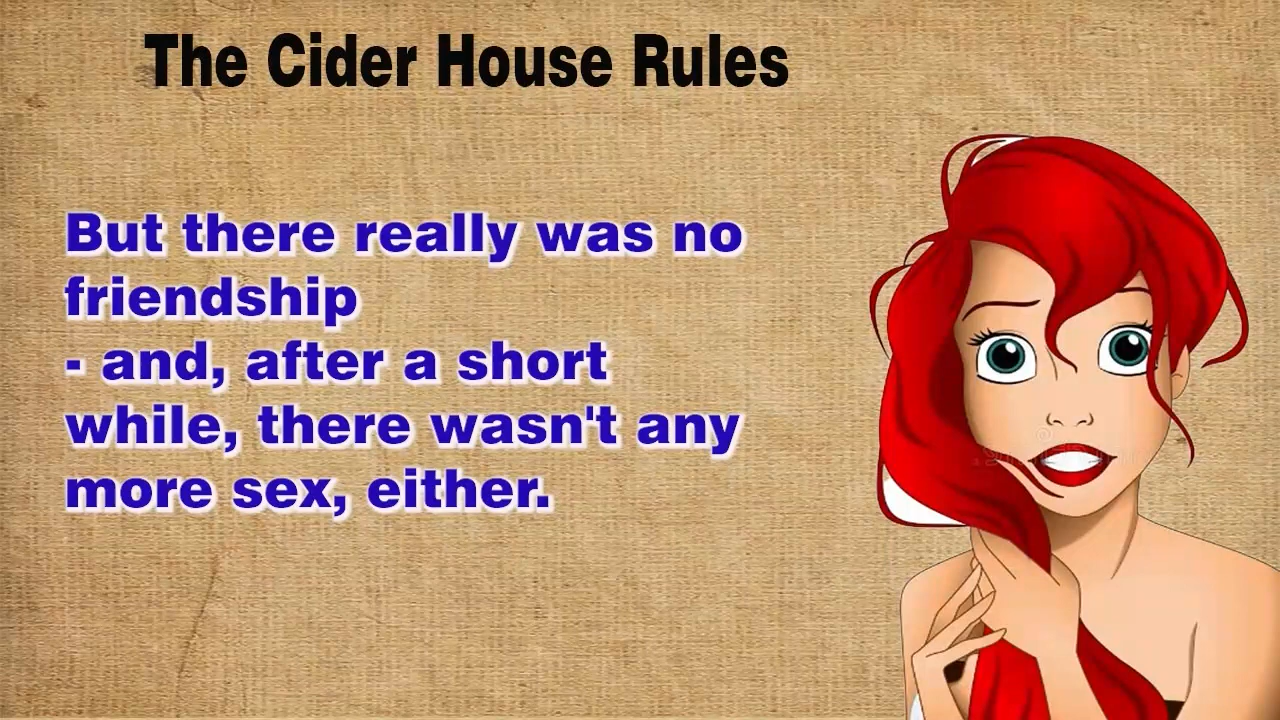 The Cider House Rules
But there really was no
friendship
- and, after a short
while, there wasn't any
more sex, either.